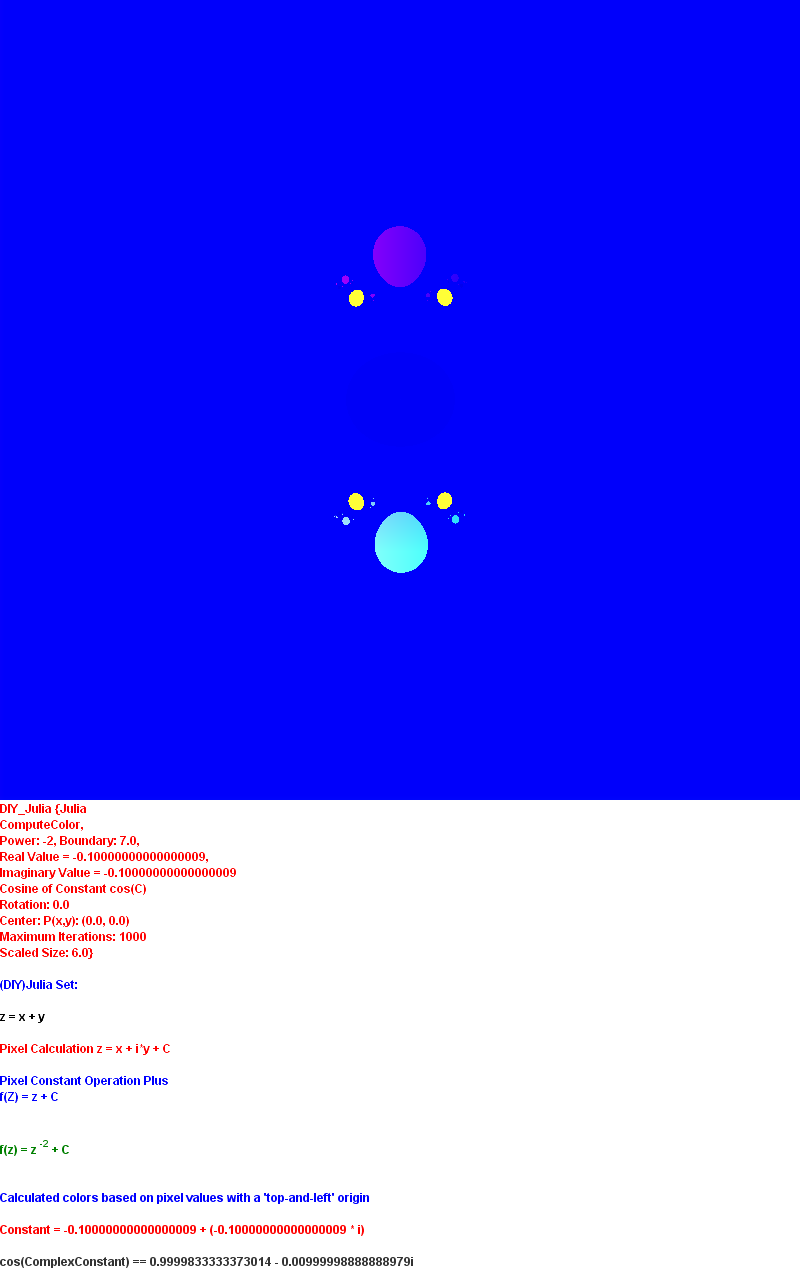 DIY_Julia {Julia
ComputeColor,
Power: -2, Boundary: 7.0,
Real Value = -0.10000000000000009,
Imaginary Value = -0.10000000000000009
Cosine of Constant cos(C)
Rotation: 0.0
Center: P(x,y): (0.0, 0.0)
Maximum Iterations: 1000
Scaled Size: 6.0}
(DIY)Julia Set:
z = x + y
Pixel Calculation z = x + i*y + C
Pixel Constant Operation Plus
f(Z) = z + C
f(z) = z -2 + C
Calculated colors based on pixel values with a 'top-and-left' origin
Constant = -0.10000000000000009 + (-0.10000000000000009 * i)
cos(ComplexConstant) == 0.9999833333373014 - 0.00999998888888979i